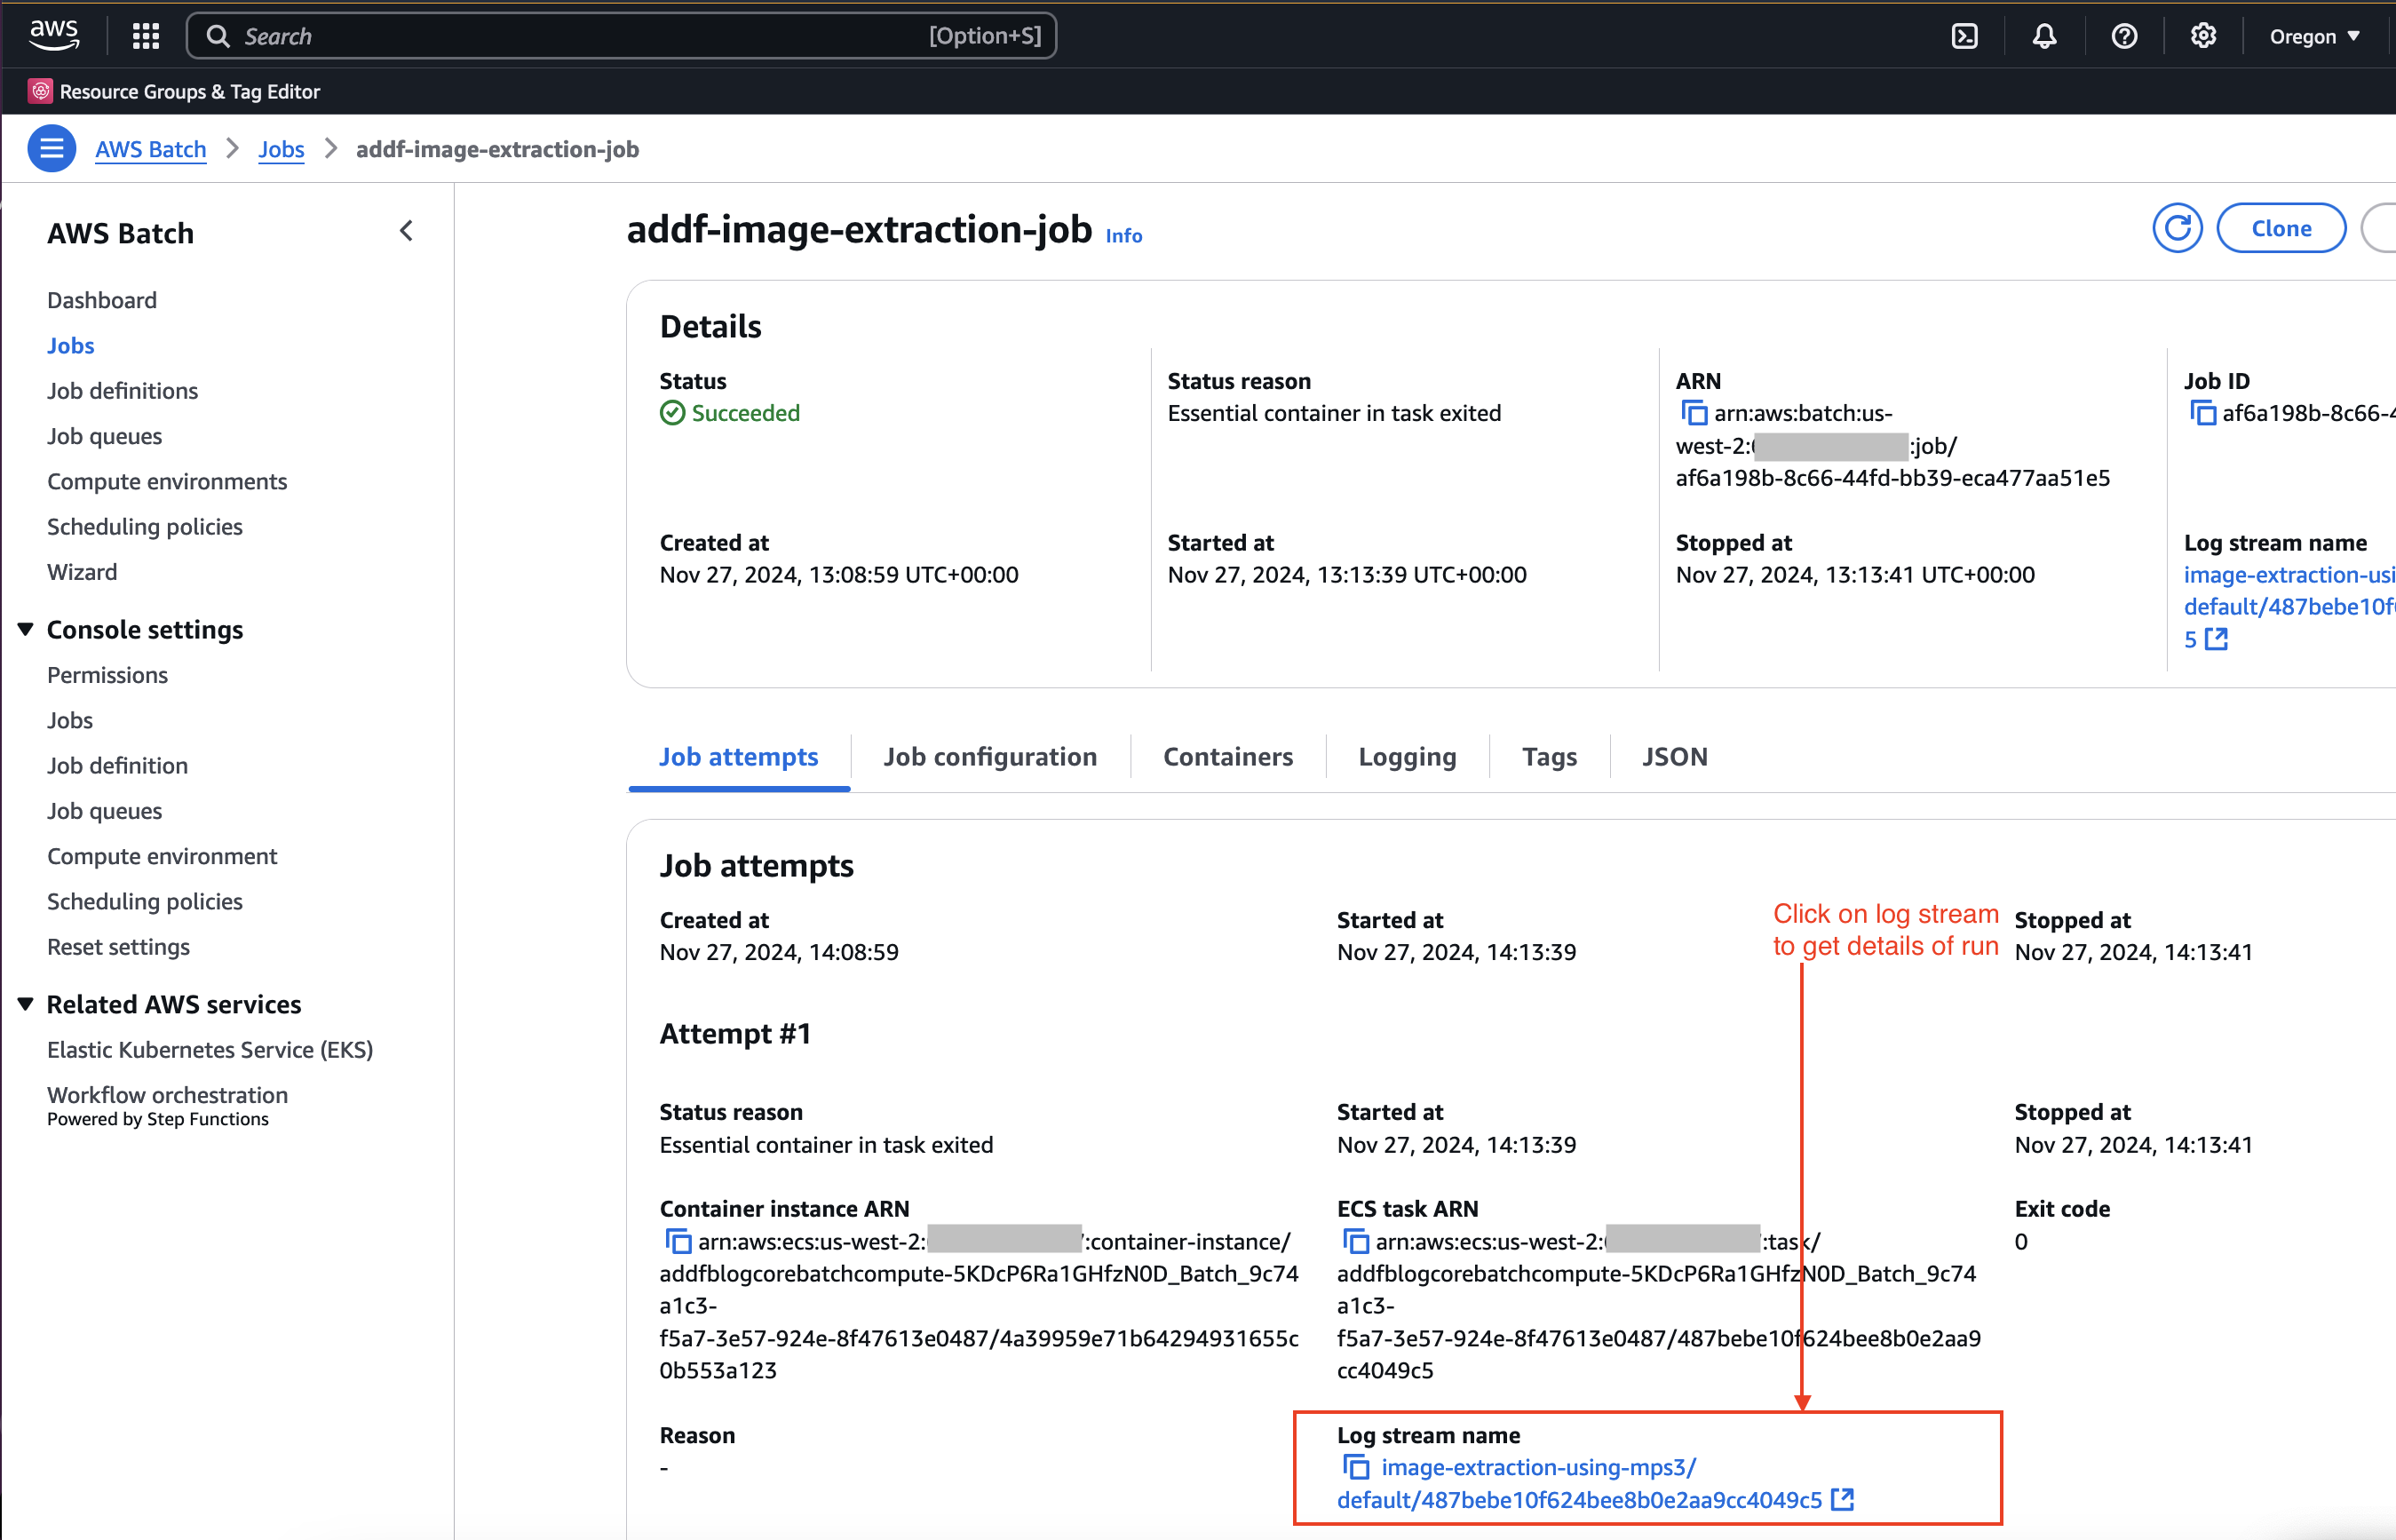 aws
Search
[Option+S]
Oregon
Resource Groups & Tag Editor
AWS Batch
Jobs
addf-image-extraction-job
AWS Batch
Dashboard
Jobs
Job definitions
Job queues
Compute environments
Scheduling policies
Wizard
Console settings
Permissions
Jobs
Job definition
Job queues
Compute environment
Scheduling policies
Reset settings
Related AWS services
Elastic Kubernetes Service (EKS)
Workflow orchestration
Powered by Step Functions
addf-image-extraction-job Info
Clone
Details
Status
Succeeded
Status reason
Essential container in task exited
ARN
arn:aws:batch:us-
west-2: :job/
af6a198b-8c66-44fd-bb39-eca477aa51e5
Job ID
af6a198b-8c66-4
Created at
Nov 27, 2024, 13:08:59 UTC+00:00
Started at
Nov 27, 2024, 13:13:39 UTC+00:00
Stopped at
Nov 27, 2024, 13:13:41 UTC+00:00
Log stream name
image-extraction-usi
default/487bebe10f
5
Job attempts
Job configuration
Containers
Logging
Tags
JSON
Job attempts
Created at
Nov 27, 2024, 14:08:59
Started at
Nov 27, 2024, 14:13:39
Click on log stream
to get details of run
Stopped at
Nov 27, 2024, 14:13:41
Attempt #1
Status reason
Essential container in task exited
Started at
Nov 27, 2024, 14:13:39
Stopped at
Nov 27, 2024, 14:13:41
Container instance ARN
arn:aws:ecs:us-west-2: :container-instance/
addfblogcorebatchcompute-5KDcP6Ra1GHfzN0D_Batch_9c74
a1c3-
f5a7-3e57-924e-8f47613e0487/4a39959e71b64294931655c
0b553a123
ECS task ARN
arn:aws:ecs:us-west-2: :task/
addfblogcorebatchcompute-5KDcP6Ra1GHfzN0D_Batch_9c74
a1c3-
f5a7-3e57-924e-8f47613e0487/487bebe10f624bee8b0e2aa9
cc4049c5
Exit code
0
Reason
-
Log stream name
image-extraction-using-mps3/
default/487bebe10f624bee8b0e2aa9cc4049c5